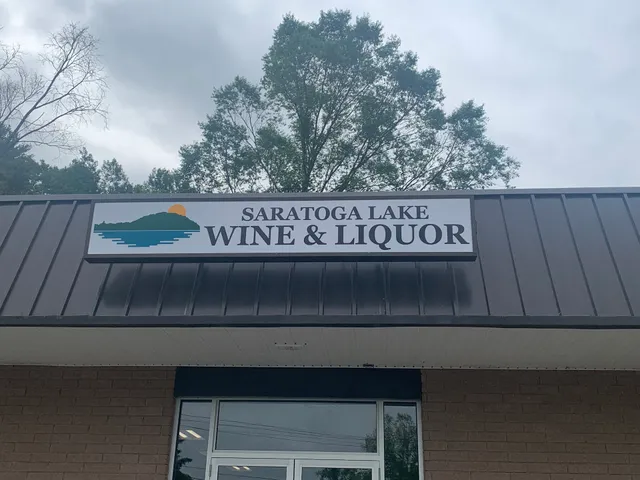 SARATOGA LAKE
WINE & LIQUOR